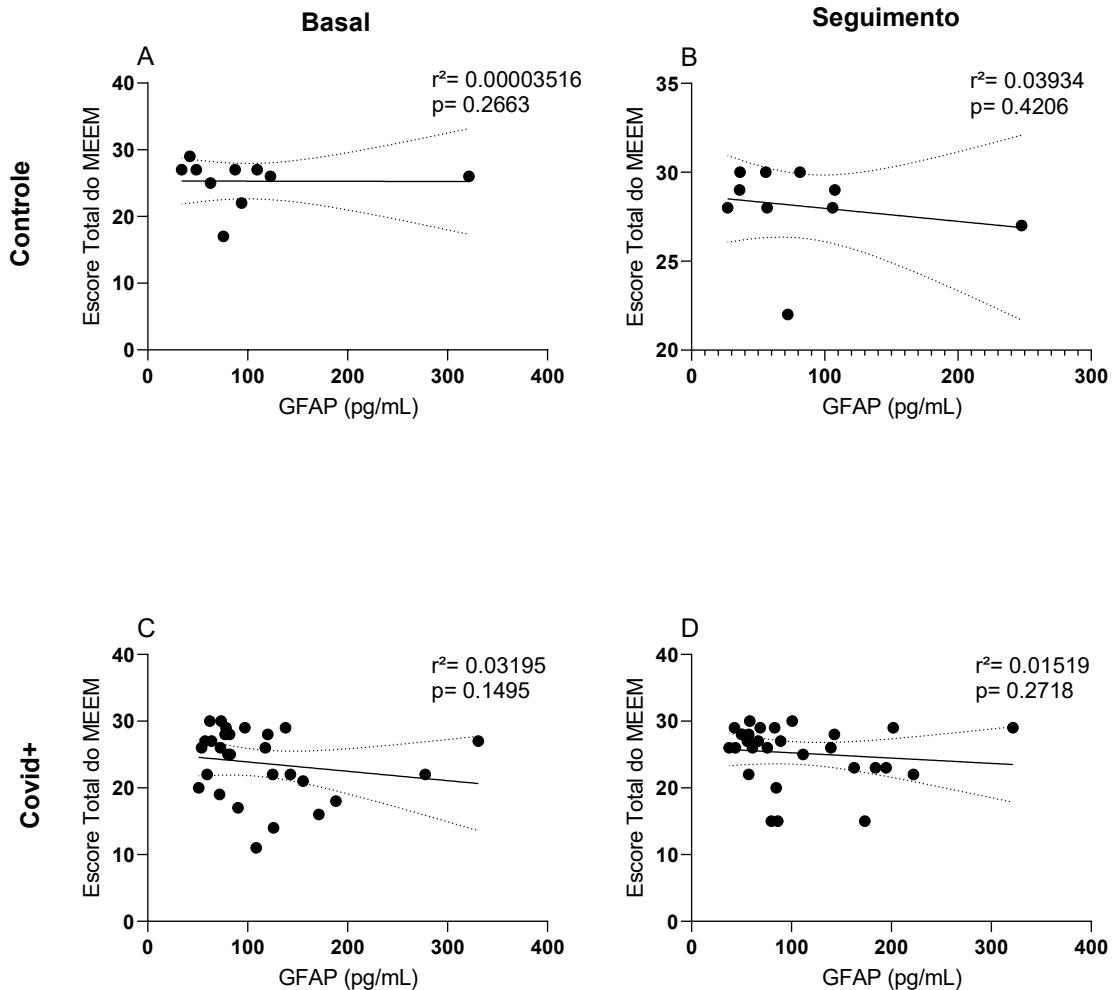 Basal
Seguimento
Controle
A
r²= 0.00003516
p= 0.2663
Escore Total do MEEM
40
30
20
10
0
0 100 200 300 400
GFAP (pg/mL)
B
r²= 0.03934
p= 0.4206
Escore Total do MEEM
35
30
25
20
0 100 200 300
GFAP (pg/mL)
Covid+
C
r²= 0.03195
p= 0.1495
Escore Total do MEEM
40
30
20
10
0
0 100 200 300 400
GFAP (pg/mL)
D
r²= 0.01519
p= 0.2718
Escore Total do MEEM
40
30
20
10
0
0 100 200 300 400
GFAP (pg/mL)